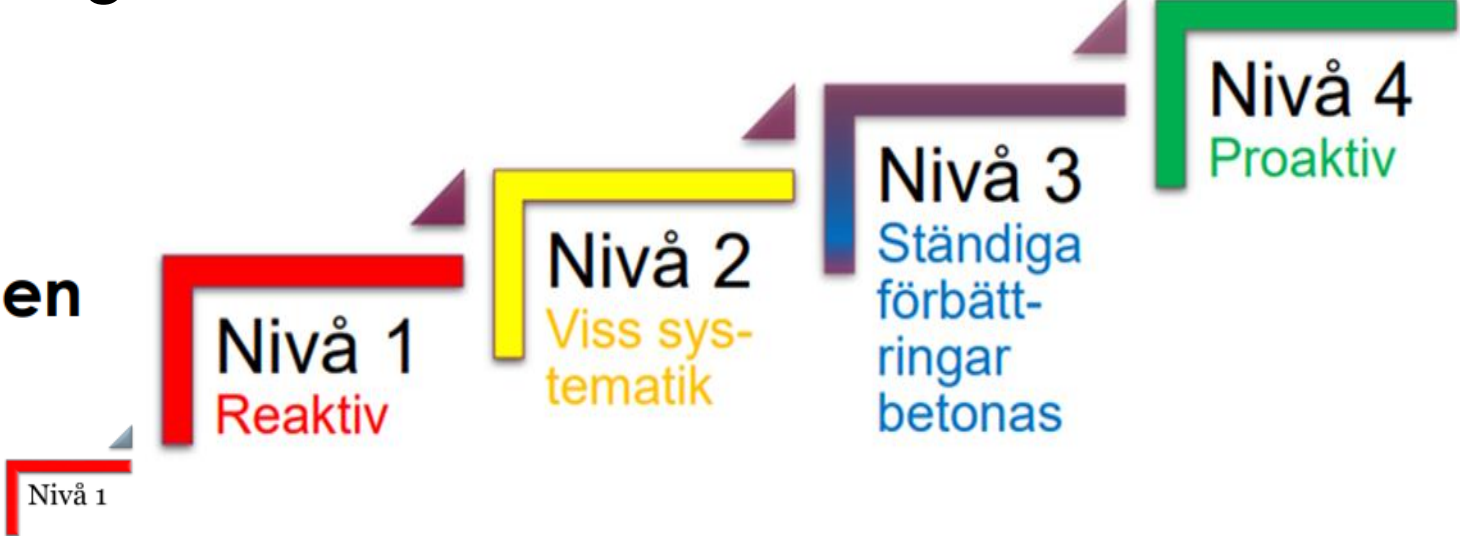 Nivå 4
Proaktiv
Nivå 3
Ständiga
förbätt-
ringar
betonas
Nivå 2
Viss sys-
tematik
en
Nivå 1
Reaktiv
Nivå 1